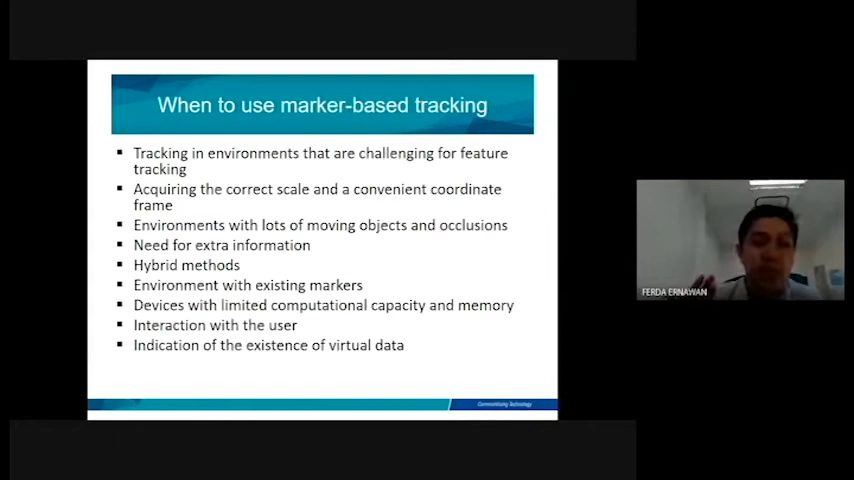 When to use marker-based tracking
▪ Tracking in environments that are challenging for feature
tracking
▪ Acquiring the correct scale and a convenient coordinate
frame
▪ Environments with lots of moving objects and occlusions
▪ Need for extra information
▪ Hybrid methods
▪ Environment with existing markers
▪ Devices with limited computational capacity and memory
▪ Interaction with the user
▪ Indication of the existence of virtual data
Communitising Technology
FERDA ERNAWAN